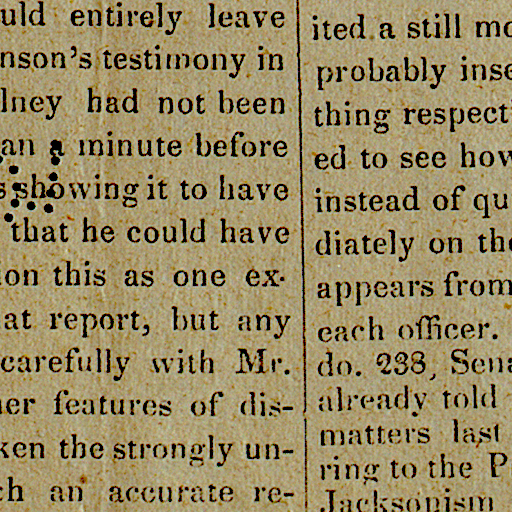 uld entirely leave
nson's testimony in
lney had not been
an a minute before
showing it to have
that he could have
on this as one ex-
at report, but any
carefully with Mr.
er features of dis-
ken the strongly un-
ch an accurate re-
ited a still mo
probably inse
thing respecti
ed to see how
instead of qu
diately on the
appears from
each officer.
do. 238, Sena
already told
matters last
ring to the P
Jacksonism